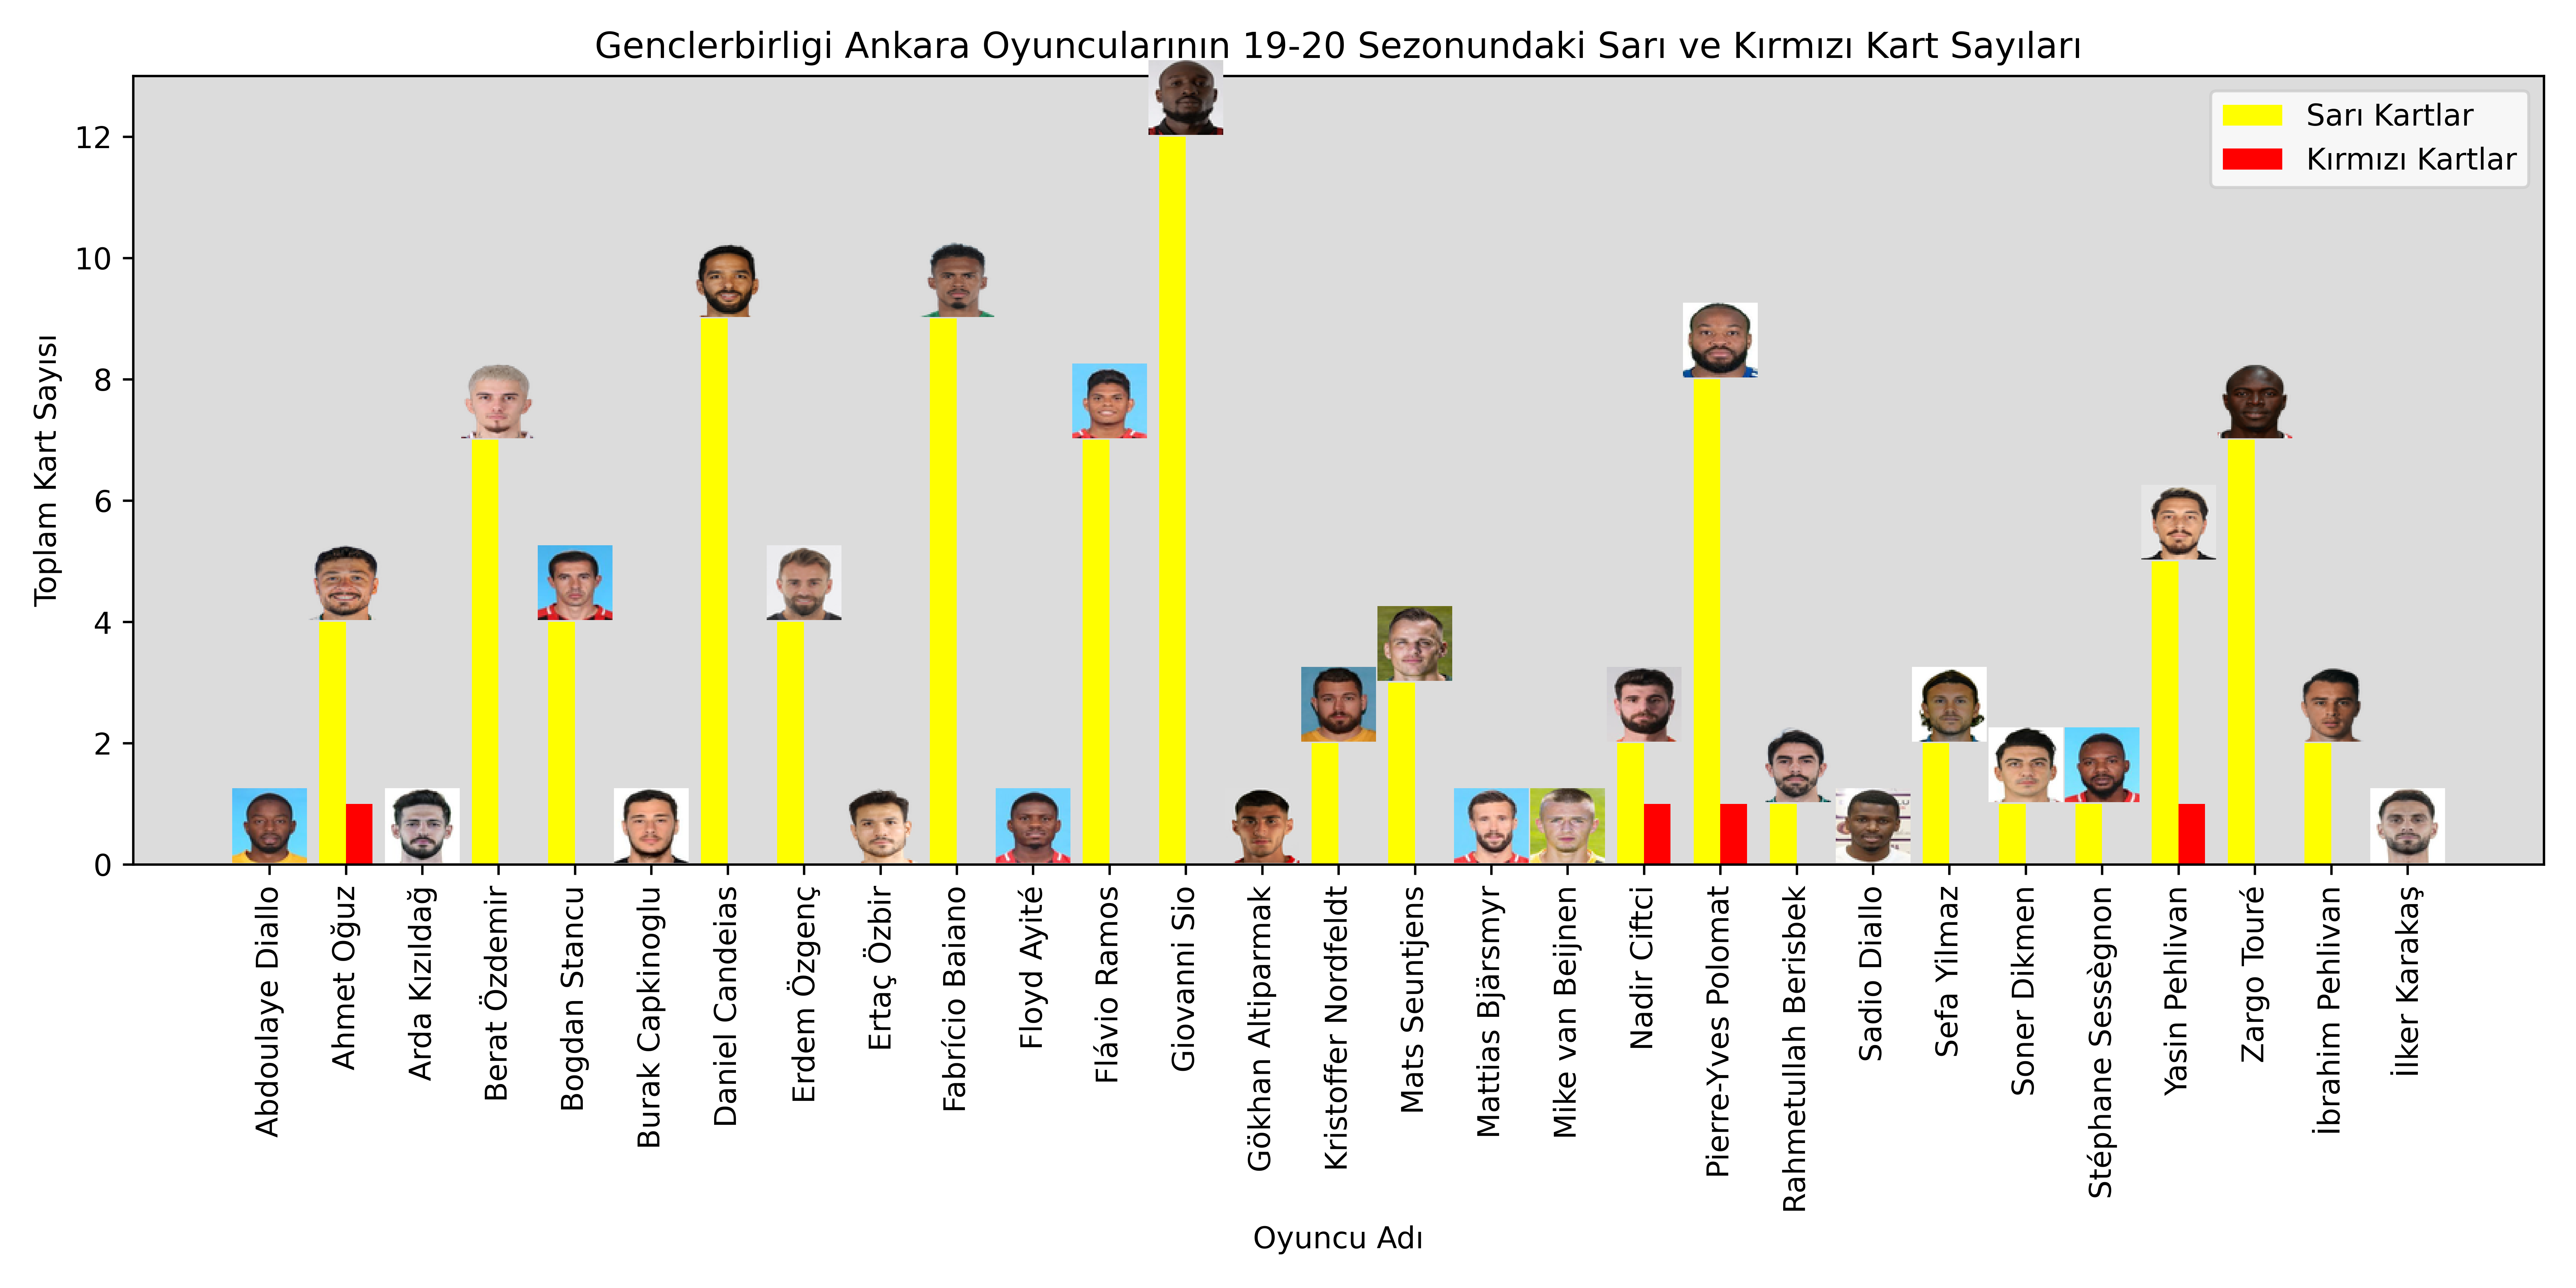 Genclerbirligi Ankara Oyuncularının 19-20 Sezonundaki Sarı ve Kırmızı Kart Sayıları
Sarı Kartlar
Kırmızı Kartlar
Toplam Kart Sayısı
12
10
8
6
4
2
0
Abdoulaye Diallo
Ahmet Oğuz
Arda Kızıldağ
Berat Özdemir
Bogdan Stancu
Burak Capkinoglu
Daniel Candeias
Erdem Özgenç
Ertaç Özbir
Fabrício Baiano
Floyd Ayité
Flávio Ramos
Giovanni Sio
Gökhan Altiparmak
Kristoffer Nordfeldt
Mats Seuntjens
Mattias Bjärsmyr
Mike van Beijnen
Nadir Ciftci
Pierre-Yves Polomat
Rahmetullah Berisbek
Sadio Diallo
Sefa Yilmaz
Soner Dikmen
Stéphane Sessègnon
Yasin Pehlivan
Zargo Touré
İbrahim Pehlivan
İlker Karakaş
Oyuncu Adı